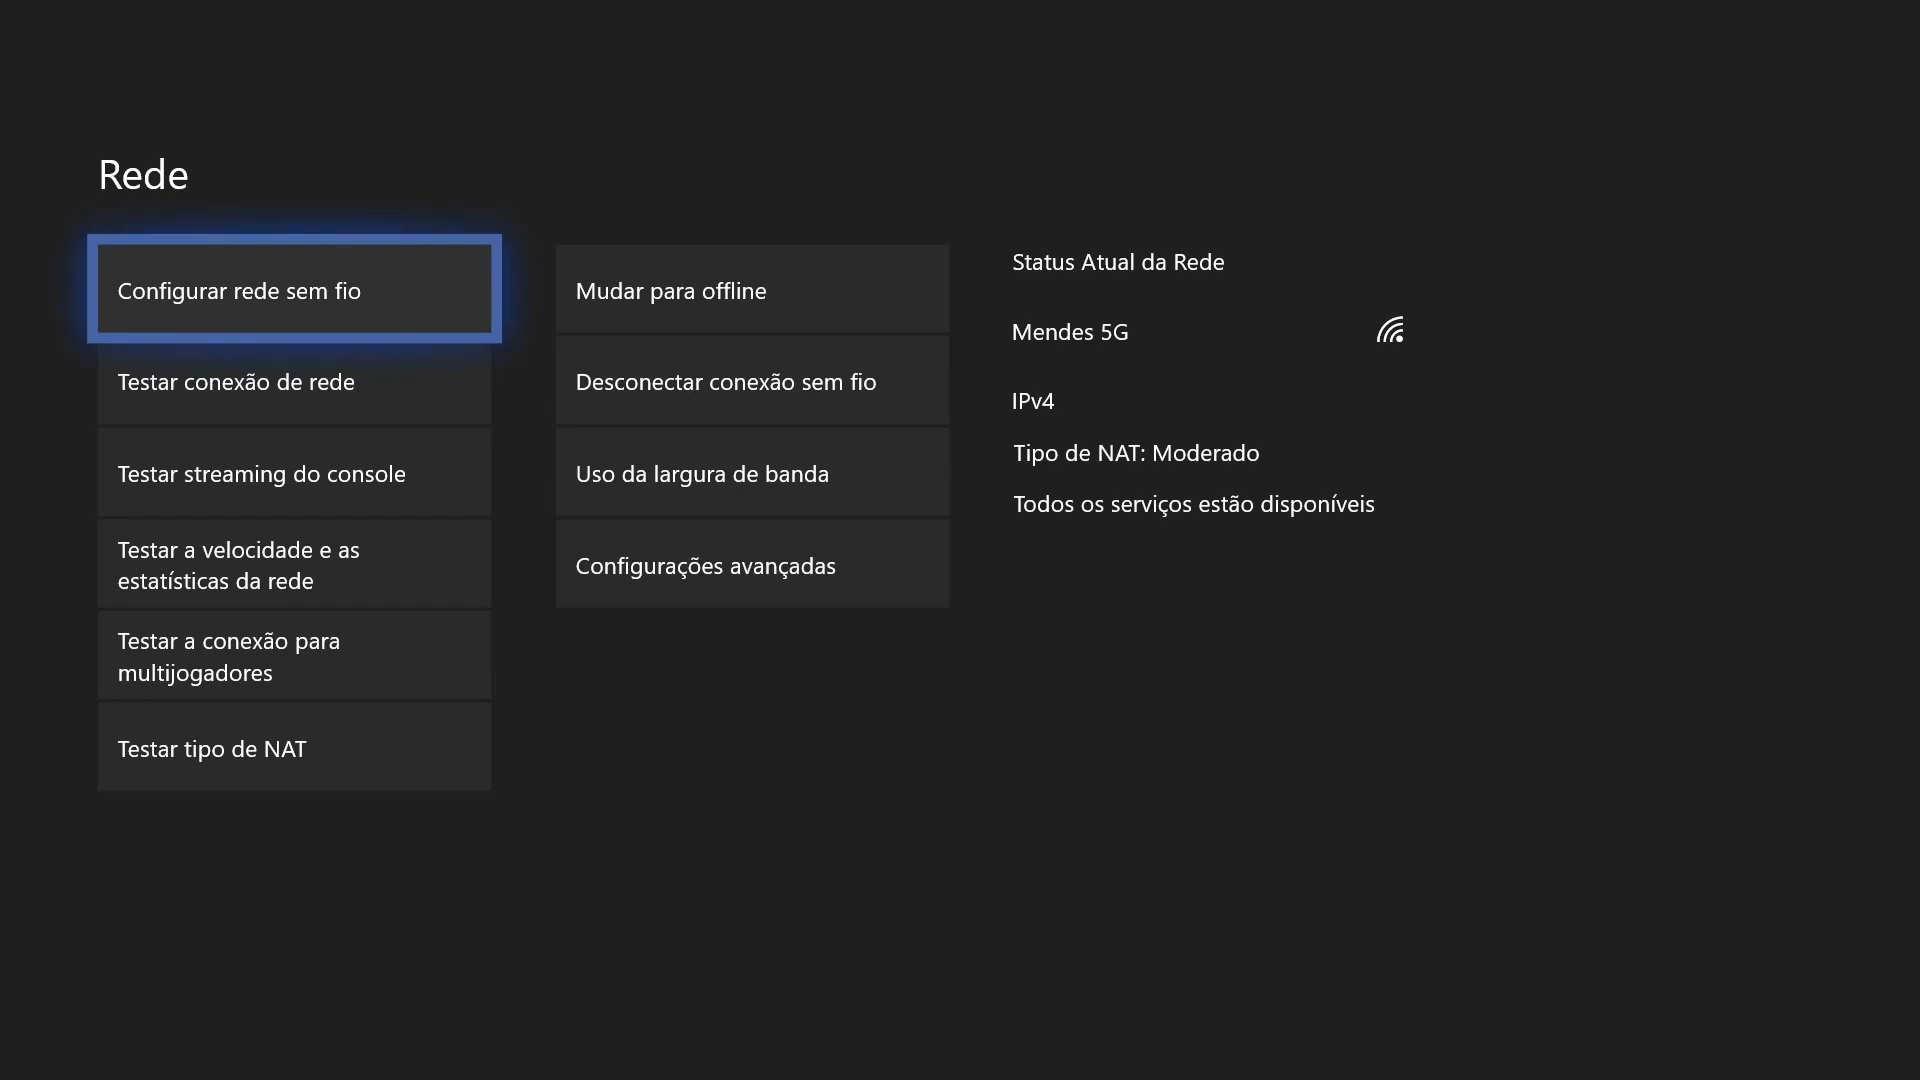 Rede
Configurar rede sem fio
Testar conexão de rede
Testar streaming do console
Testar a velocidade e as
estatísticas da rede
Testar a conexão para
multijogadores
Testar tipo de NAT
Mudar para offline
Desconectar conexão sem fio
Uso da largura de banda
Configurações avançadas
Status Atual da Rede
Mendes 5G
IPv4
Tipo de NAT: Moderado
Todos os serviços estão disponíveis